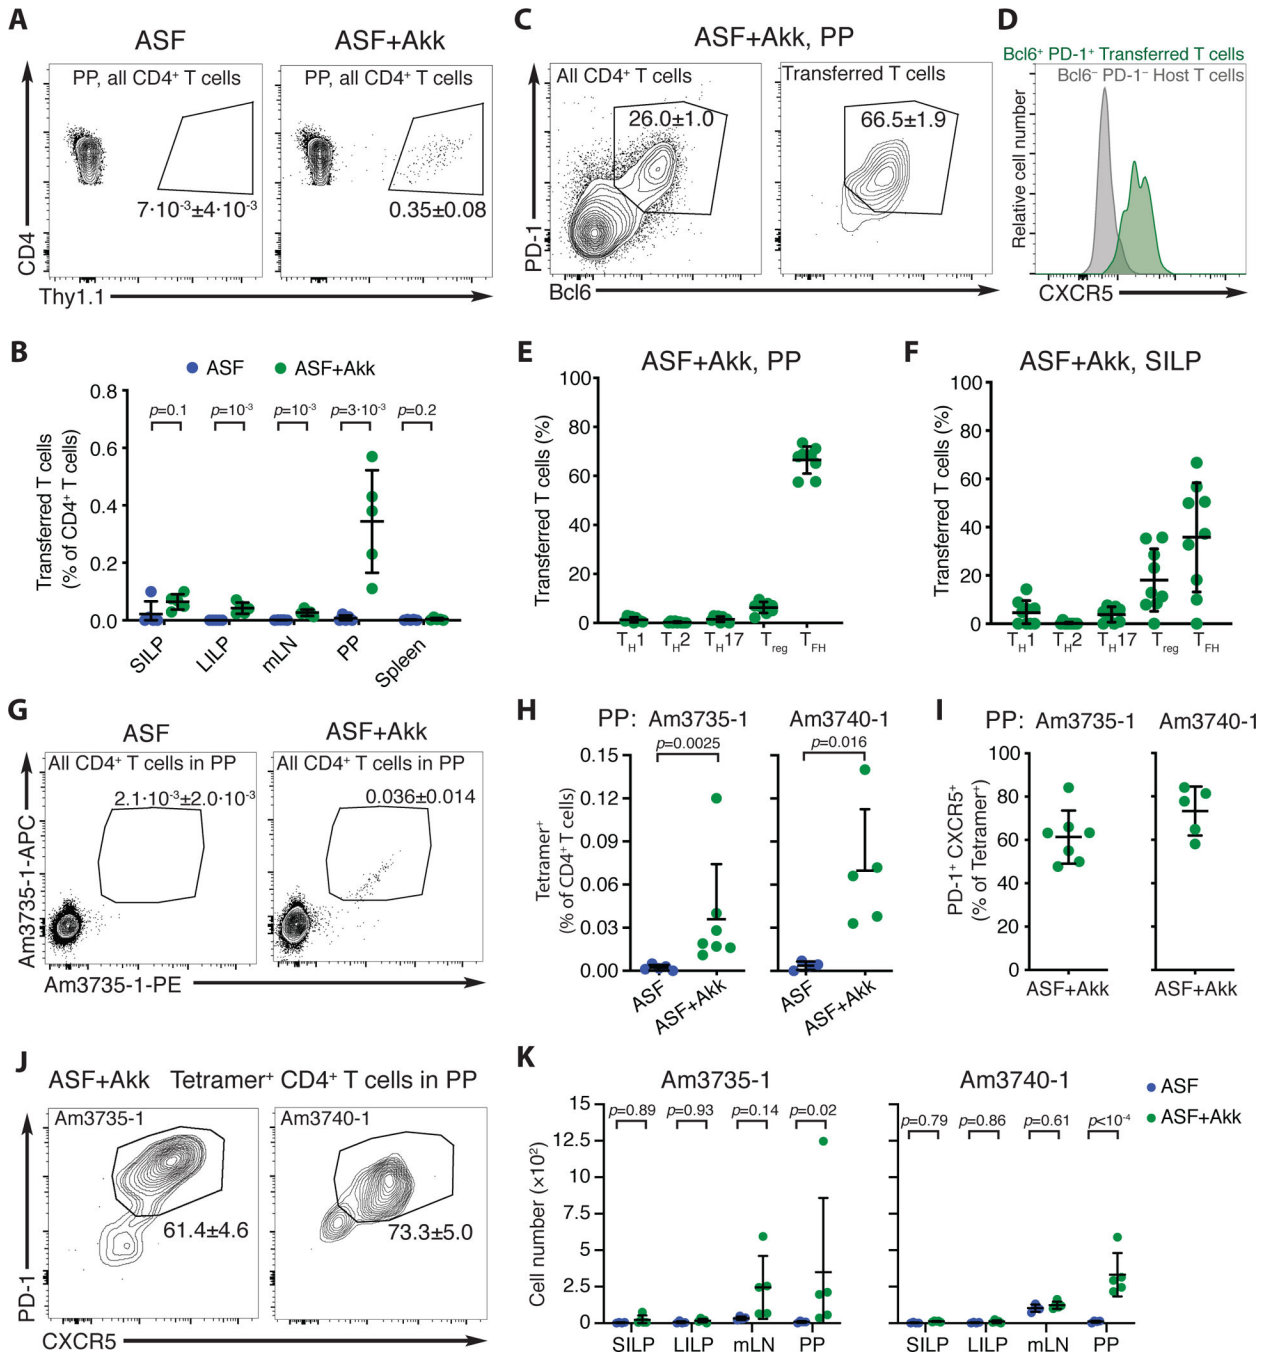 A
ASF
ASF+Akk
PP, all CD4⁺ T cells
PP, all CD4⁺ T cells
7·10⁻³±4·10⁻³
0.35±0.08
CD4
Thy1.1
C
ASF+Akk, PP
All CD4⁺ T cells
Transferred T cells
26.0±1.0
66.5±1.9
PD-1
Bcl6
D
Bcl6⁺ PD-1⁺ Transferred T cells
Bcl6⁻ PD-1⁻ Host T cells
Relative cell number
CXCR5
B
ASF
ASF+Akk
Transferred T cells
(% of CD4⁺ T cells)
0.8
0.6
0.4
0.2
0.0
p=0.1
p=10⁻³
p=10⁻³
p=3·10⁻³
p=0.2
SILP
LILP
mLN
PP
Spleen
E
ASF+Akk, PP
Transferred T cells (%)
100
80
60
40
20
0
T_H1
T_H2
T_H17
T_reg
T_FH
F
ASF+Akk, SILP
Transferred T cells (%)
100
80
60
40
20
0
T_H1
T_H2
T_H17
T_reg
T_FH
G
ASF
ASF+Akk
All CD4⁺ T cells in PP
All CD4⁺ T cells in PP
2.1·10⁻³±2.0·10⁻³
0.036±0.014
Am3735-1-APC
Am3735-1-PE
H
PP: Am3735-1
Am3740-1
p=0.0025
p=0.016
Tetramer⁺
(% of CD4⁺ T cells)
0.15
0.12
0.09
0.06
0.03
0.00
ASF
ASF+Akk
ASF
ASF+Akk
I
PP: Am3735-1
Am3740-1
PD-1⁺ CXCR5⁺
(% of Tetramer⁺)
100
80
60
40
20
0
ASF+Akk
ASF+Akk
J
ASF+Akk Tetramer⁺ CD4⁺ T cells in PP
Am3735-1
Am3740-1
61.4±4.6
73.3±5.0
PD-1
CXCR5
K
Am3735-1
Am3740-1
ASF
ASF+Akk
Cell number (×10²)
15
12.5
10
7.5
5
2.5
0
p=0.89
p=0.93
p=0.14
p=0.02
p=0.79
p=0.86
p=0.61
p<10⁻⁴
SILP
LILP
mLN
PP
SILP
LILP
mLN
PP